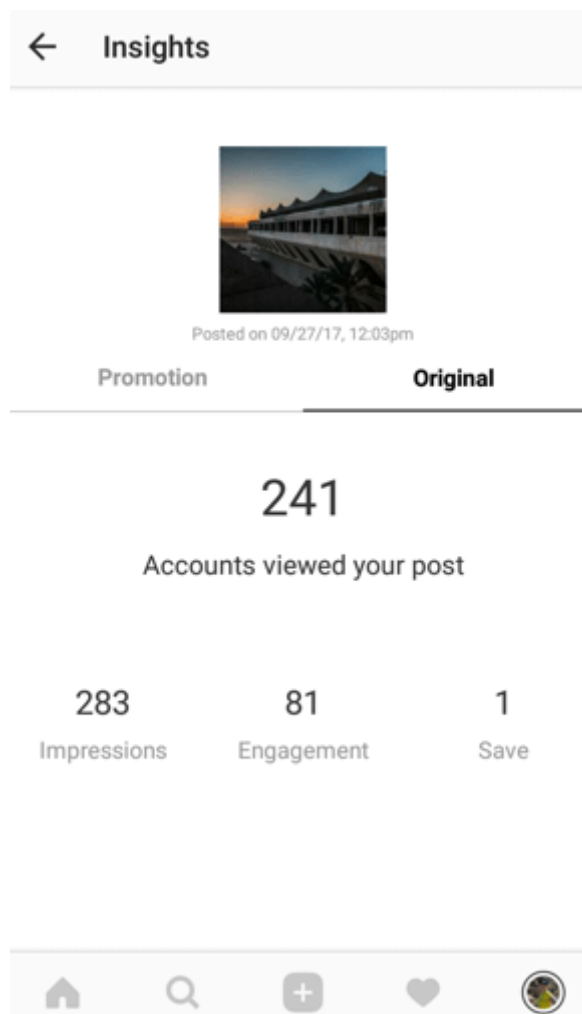 Insights
Posted on 09/27/17, 12:03pm
Promotion Original
241
Accounts viewed your post
283 81 1
Impressions Engagement Save